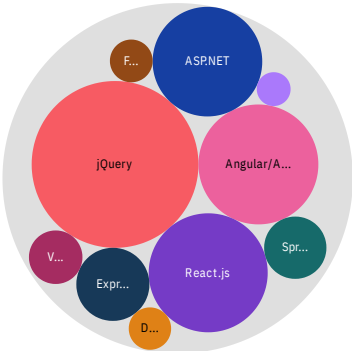 F...
ASP.NET
jQuery
Angular/A...
V...
Expr...
React.js
Spr...
D...